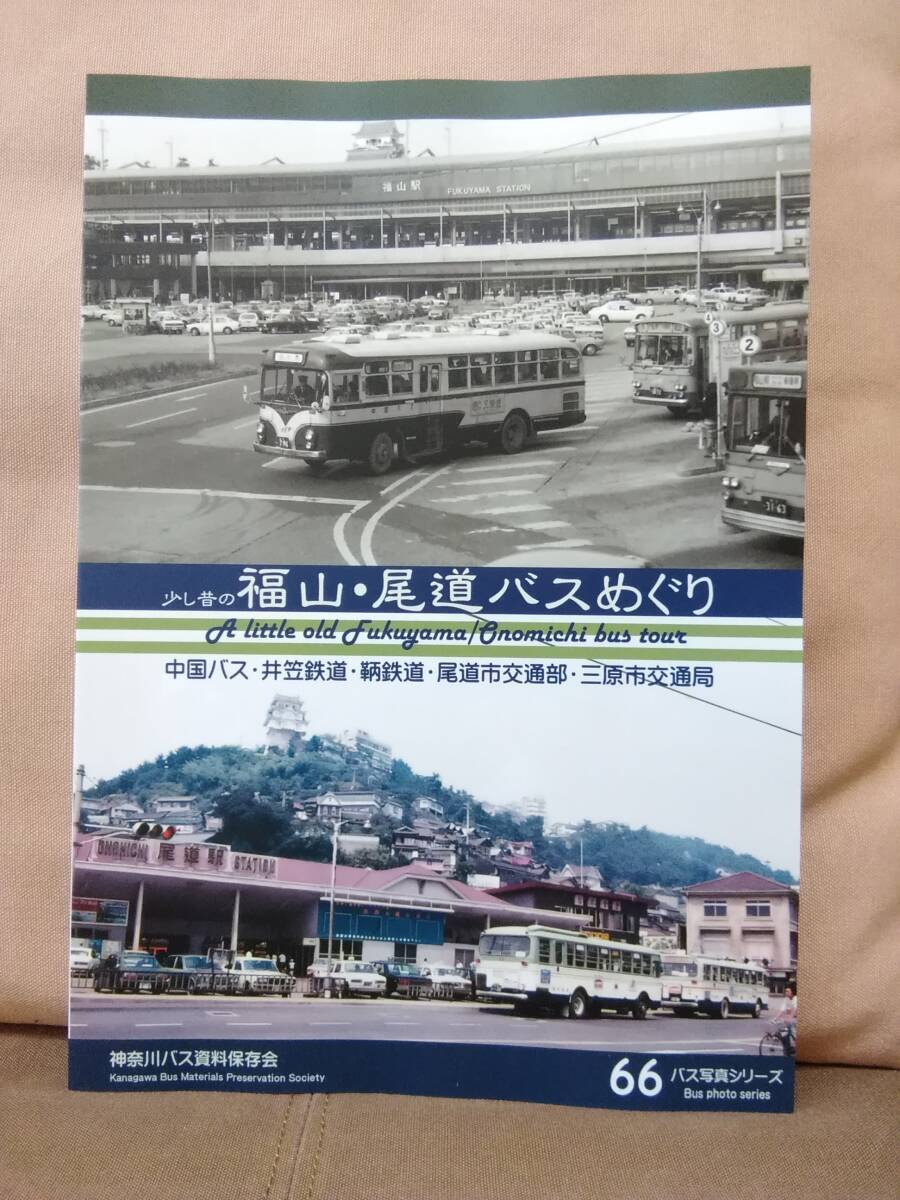 福山駅 FUKUYAMA STATION
4
3
2
3163
少し昔の福山・尾道バスめぐり
A little old Fukuyama/Onomichi bus tour
中国バス・井笠鉄道・鞆鉄道・尾道市交通部・三原市交通局
ONOMICHI 尾道駅 STATION
神奈川バス資料保存会
Kanagawa Bus Materials Preservation Society
66 バス写真シリーズ
Bus photo series